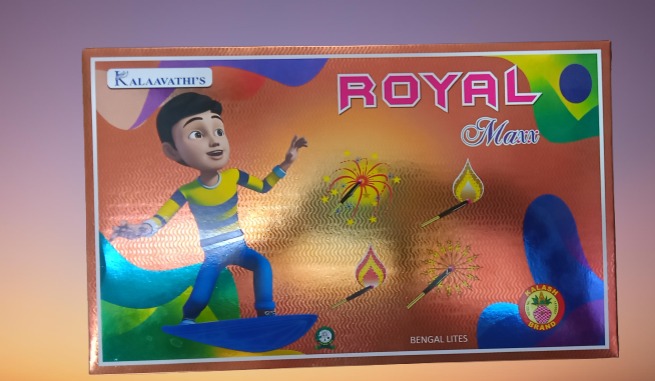 KALAAVATHI'S
ROYAL
Maxx
KALASH
BRAND
BENGAL LITES